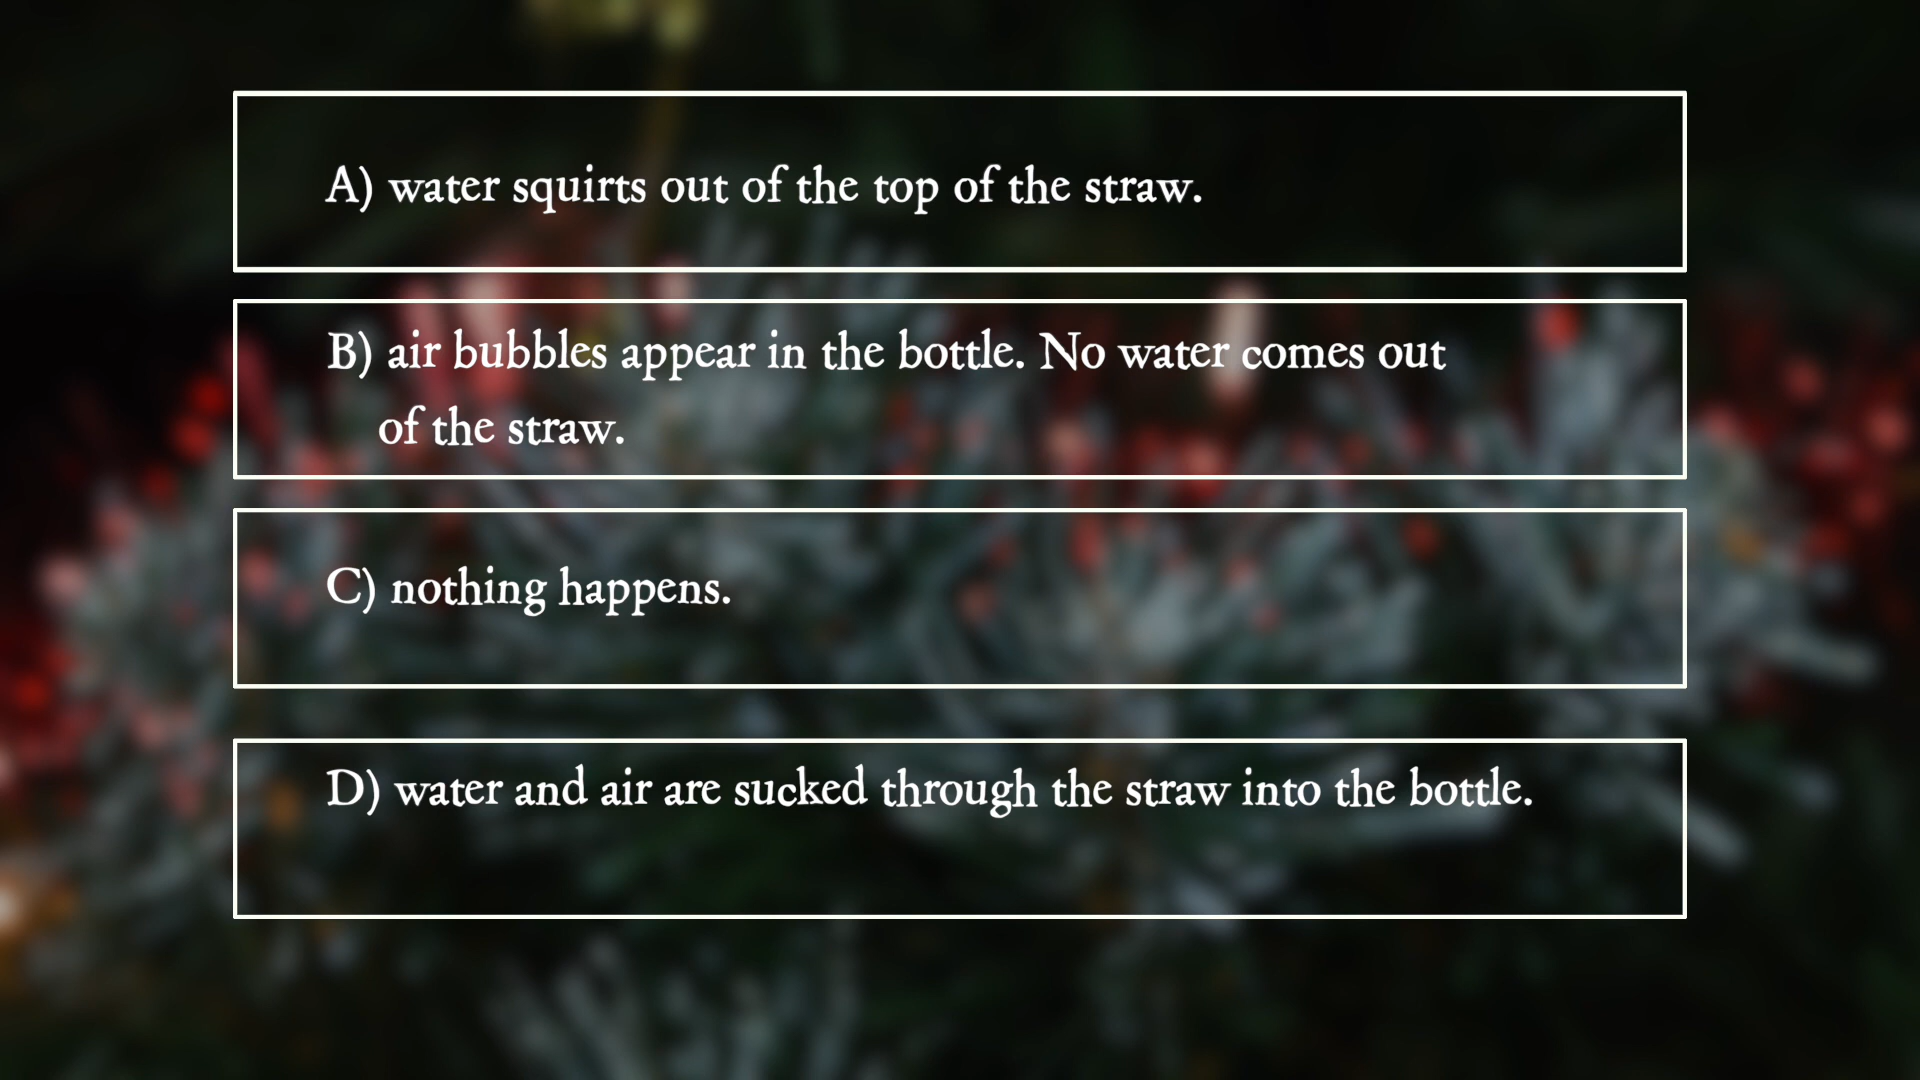 A) water squirts out of the top of the straw.
B) air bubbles appear in the bottle. No water comes out
of the straw.
C) nothing happens.
D) water and air are sucked through the straw into the bottle.